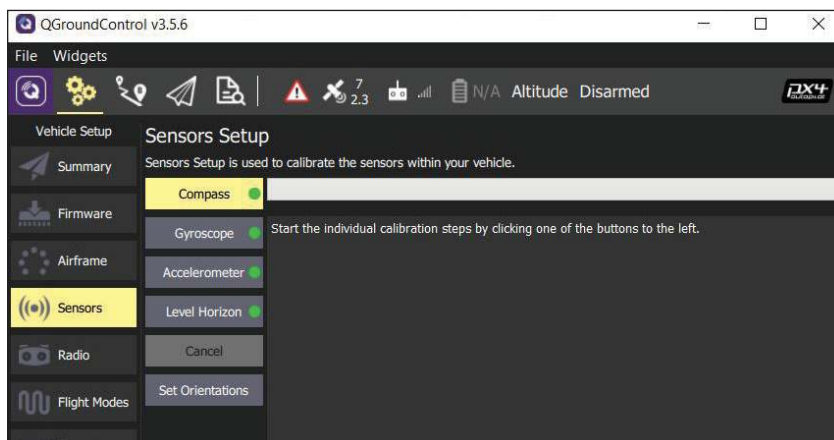 QGroundControl v3.5.6
File Widgets
7
2.3
N/A Altitude Disarmed
PX4
autopilot
Vehicle Setup
Summary
Firmware
Airframe
Sensors
Radio
Flight Modes
Sensors Setup
Sensors Setup is used to calibrate the sensors within your vehicle.
Compass
Gyroscope
Accelerometer
Level Horizon
Cancel
Set Orientations
Start the individual calibration steps by clicking one of the buttons to the left.